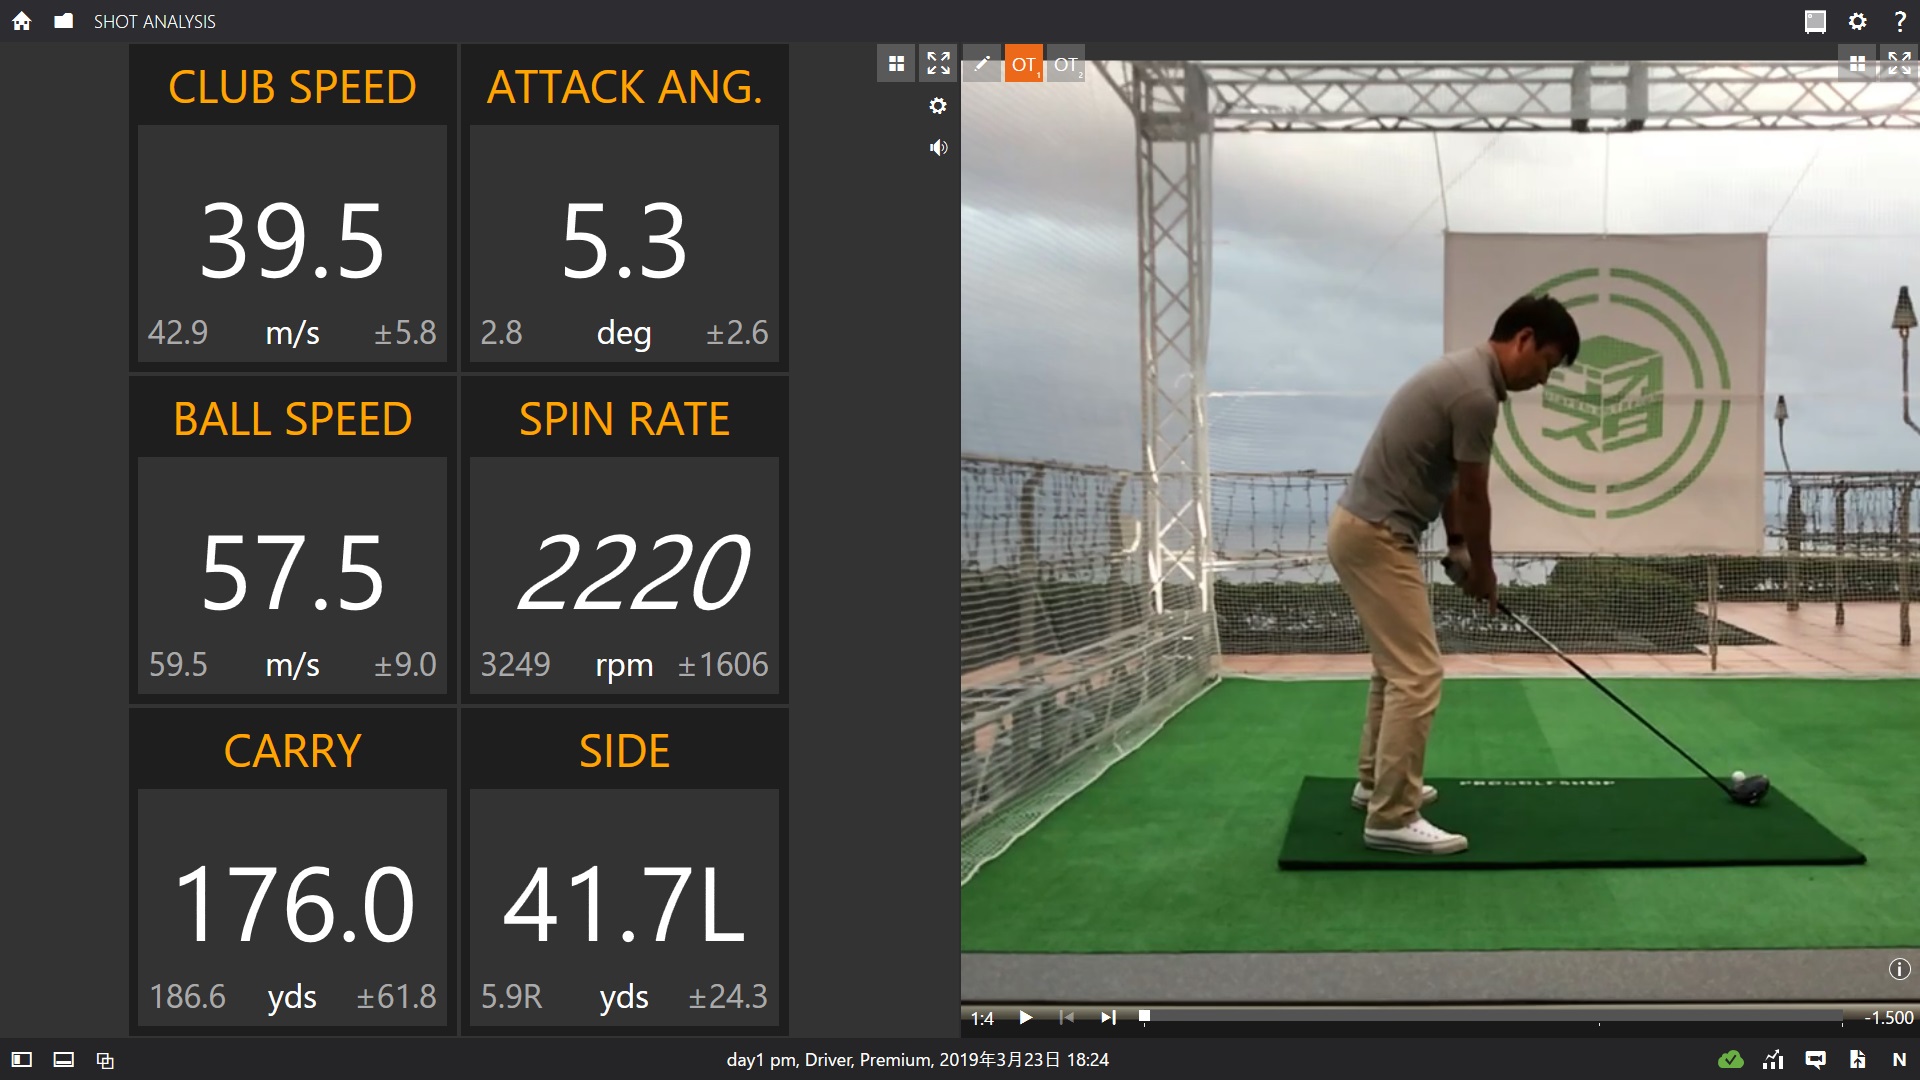 SHOT ANALYSIS
?
CLUB SPEED
39.5
42.9 m/s ±5.8
ATTACK ANG.
5.3
2.8 deg ±2.6
BALL SPEED
57.5
59.5 m/s ±9.0
SPIN RATE
2220
3249 rpm ±1606
CARRY
176.0
186.6 yds ±61.8
SIDE
41.7L
5.9R yds ±24.3
OT1
OT2
PROGOLFSHOP
1:4
-1.500
day1 pm, Driver, Premium, 2019年3月23日 18:24
N